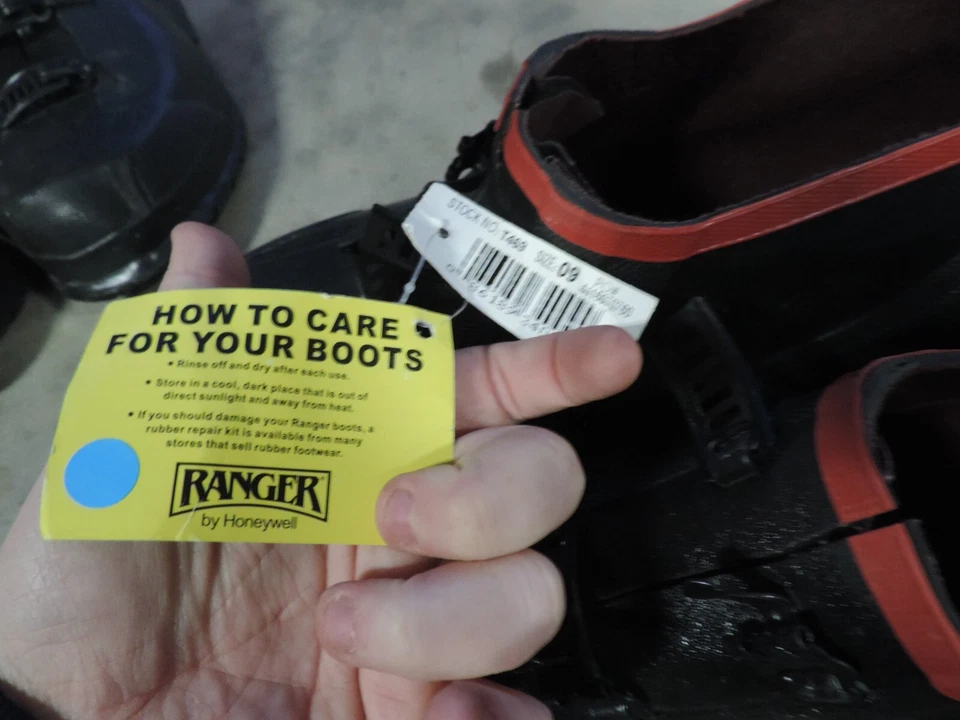 STOCK NO. 1469 SIZE 09
HOW TO CARE
FOR YOUR BOOTS
• Rinse off and dry after each use.
• Store in a cool, dark place that is out of
direct sunlight and away from heat.
• If you should damage your Ranger boots, a
rubber repair kit is available from many
stores that sell rubber footwear.
RANGER
by Honeywell